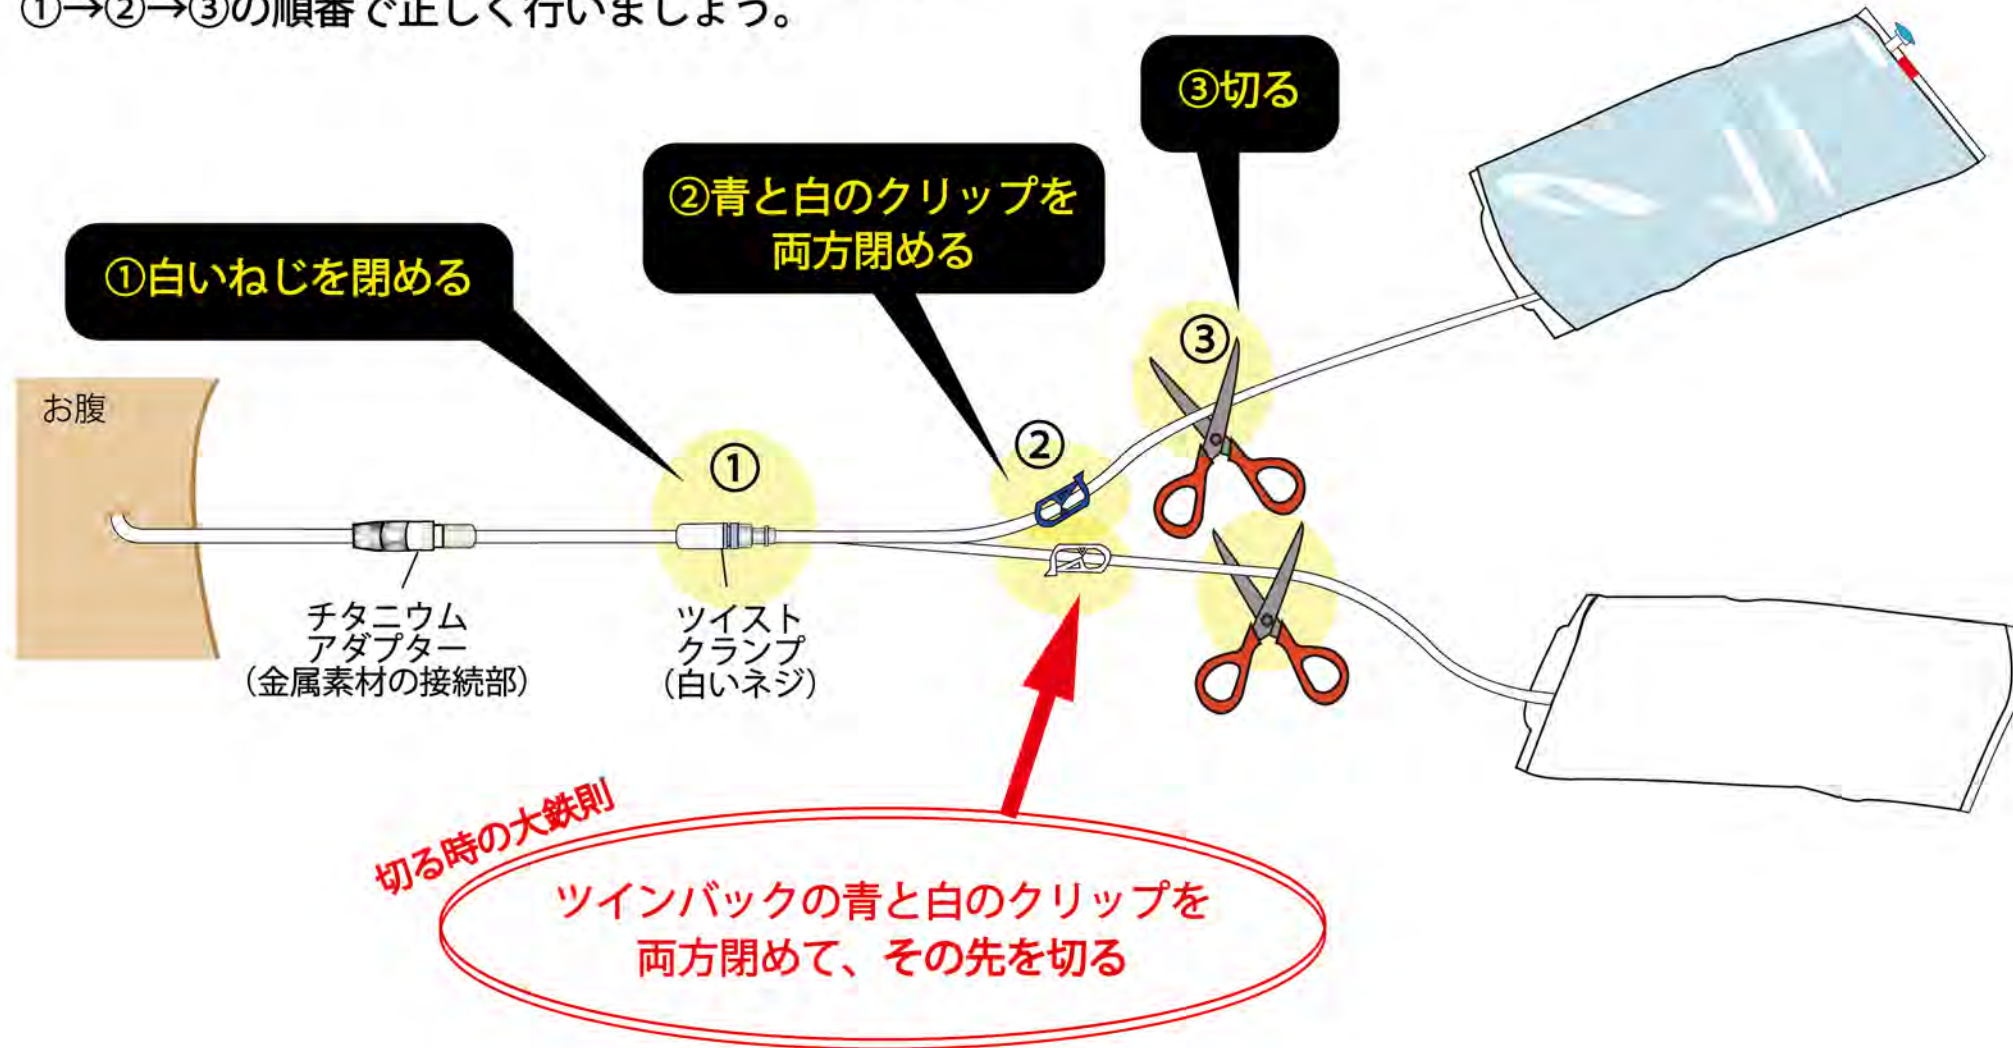 ①→②→③の順番で正しく行いましょう。
③切る
②青と白のクリップを
両方閉める
①白いねじを閉める
③
お腹
②
①
チタニウム
アダプター
（金属素材の接続部）
ツイスト
クランプ
（白いネジ）
切る時の大鉄則
ツインバックの青と白のクリップを
両方閉めて、その先を切る